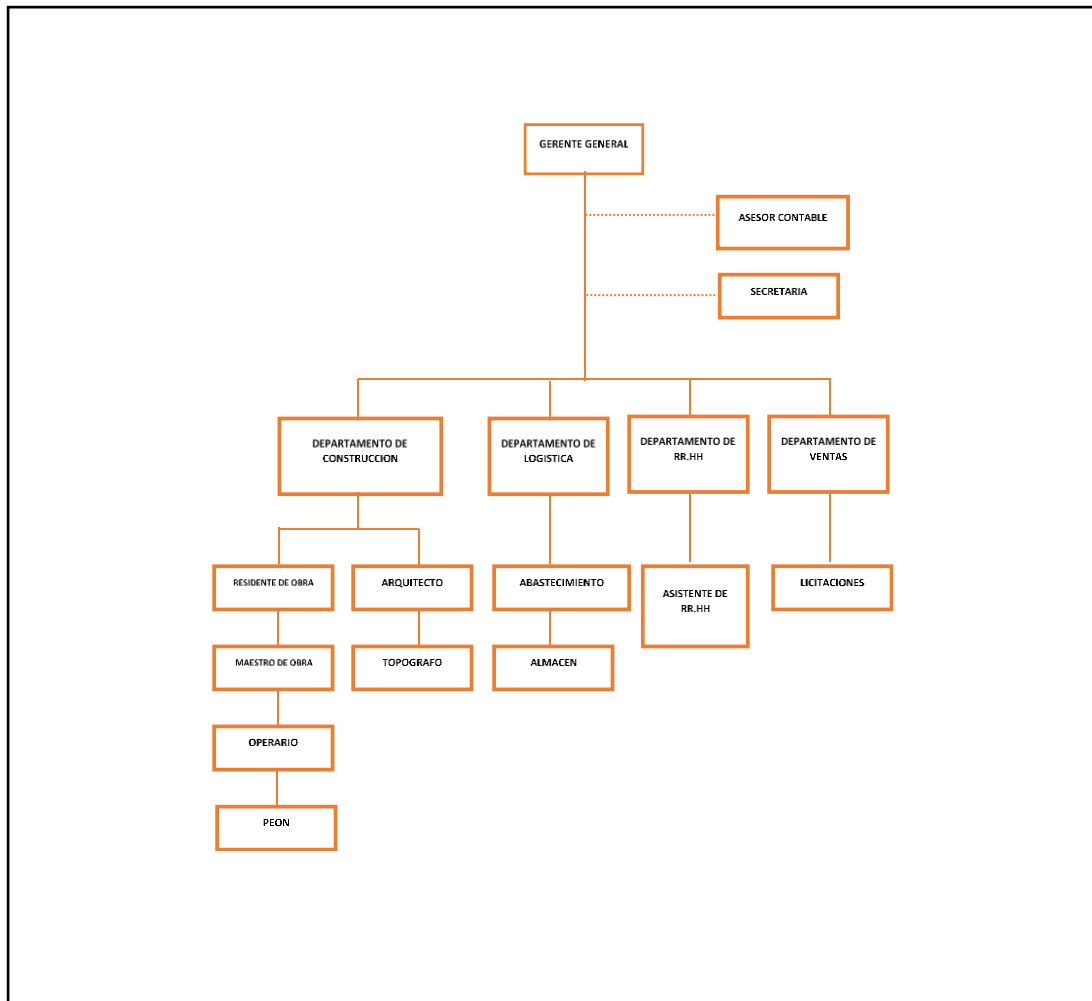 GERENTE GENERAL
ASESOR CONTABLE
SECRETARIA
DEPARTAMENTO DE
CONSTRUCCION
DEPARTAMENTO DE
LOGISTICA
DEPARTAMENTO DE
RR.HH
DEPARTAMENTO DE
VENTAS
RESIDENTE DE OBRA
ARQUITECTO
ABASTECIMIENTO
ASISTENTE DE
RR.HH
LICITACIONES
MAESTRO DE OBRA
TOPOGRAFO
ALMACEN
OPERARIO
PEON